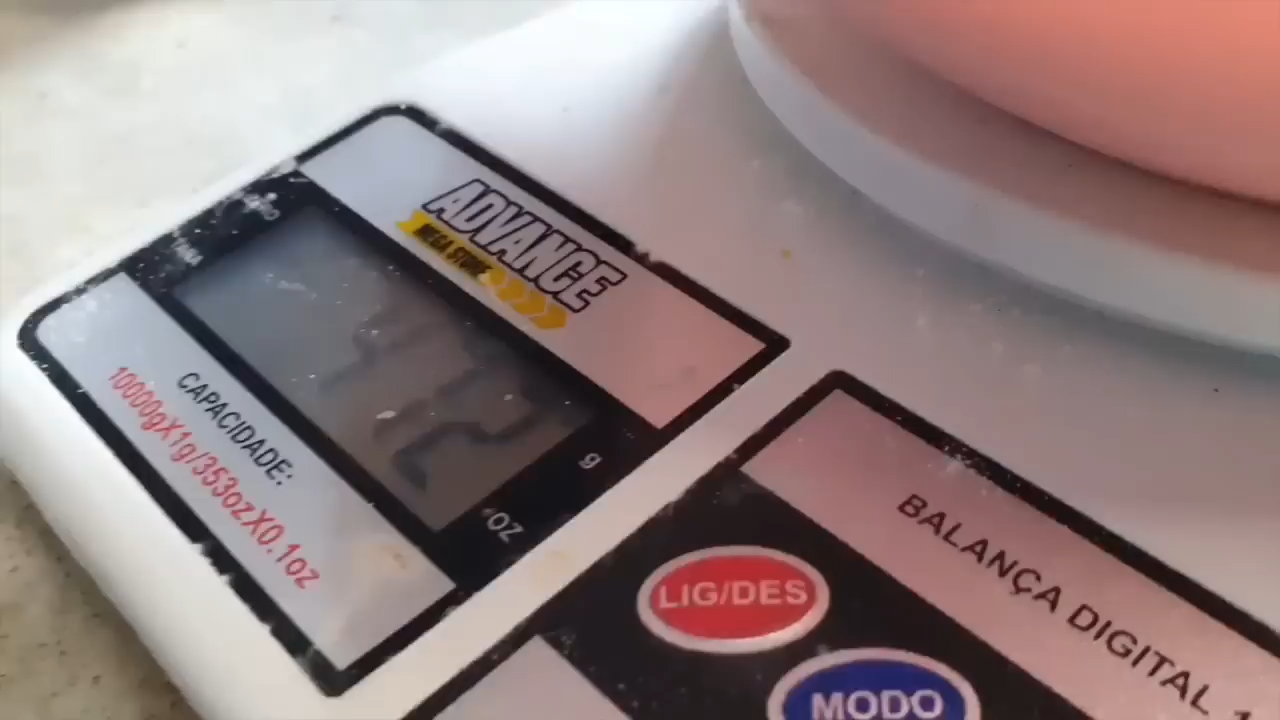 ADVANCE
MEGA STORE
g
OZ
CAPACIDADE:
10000gX1g/353ozX0.1oz
BALANÇA DIGITAL
LIG/DES
MODO